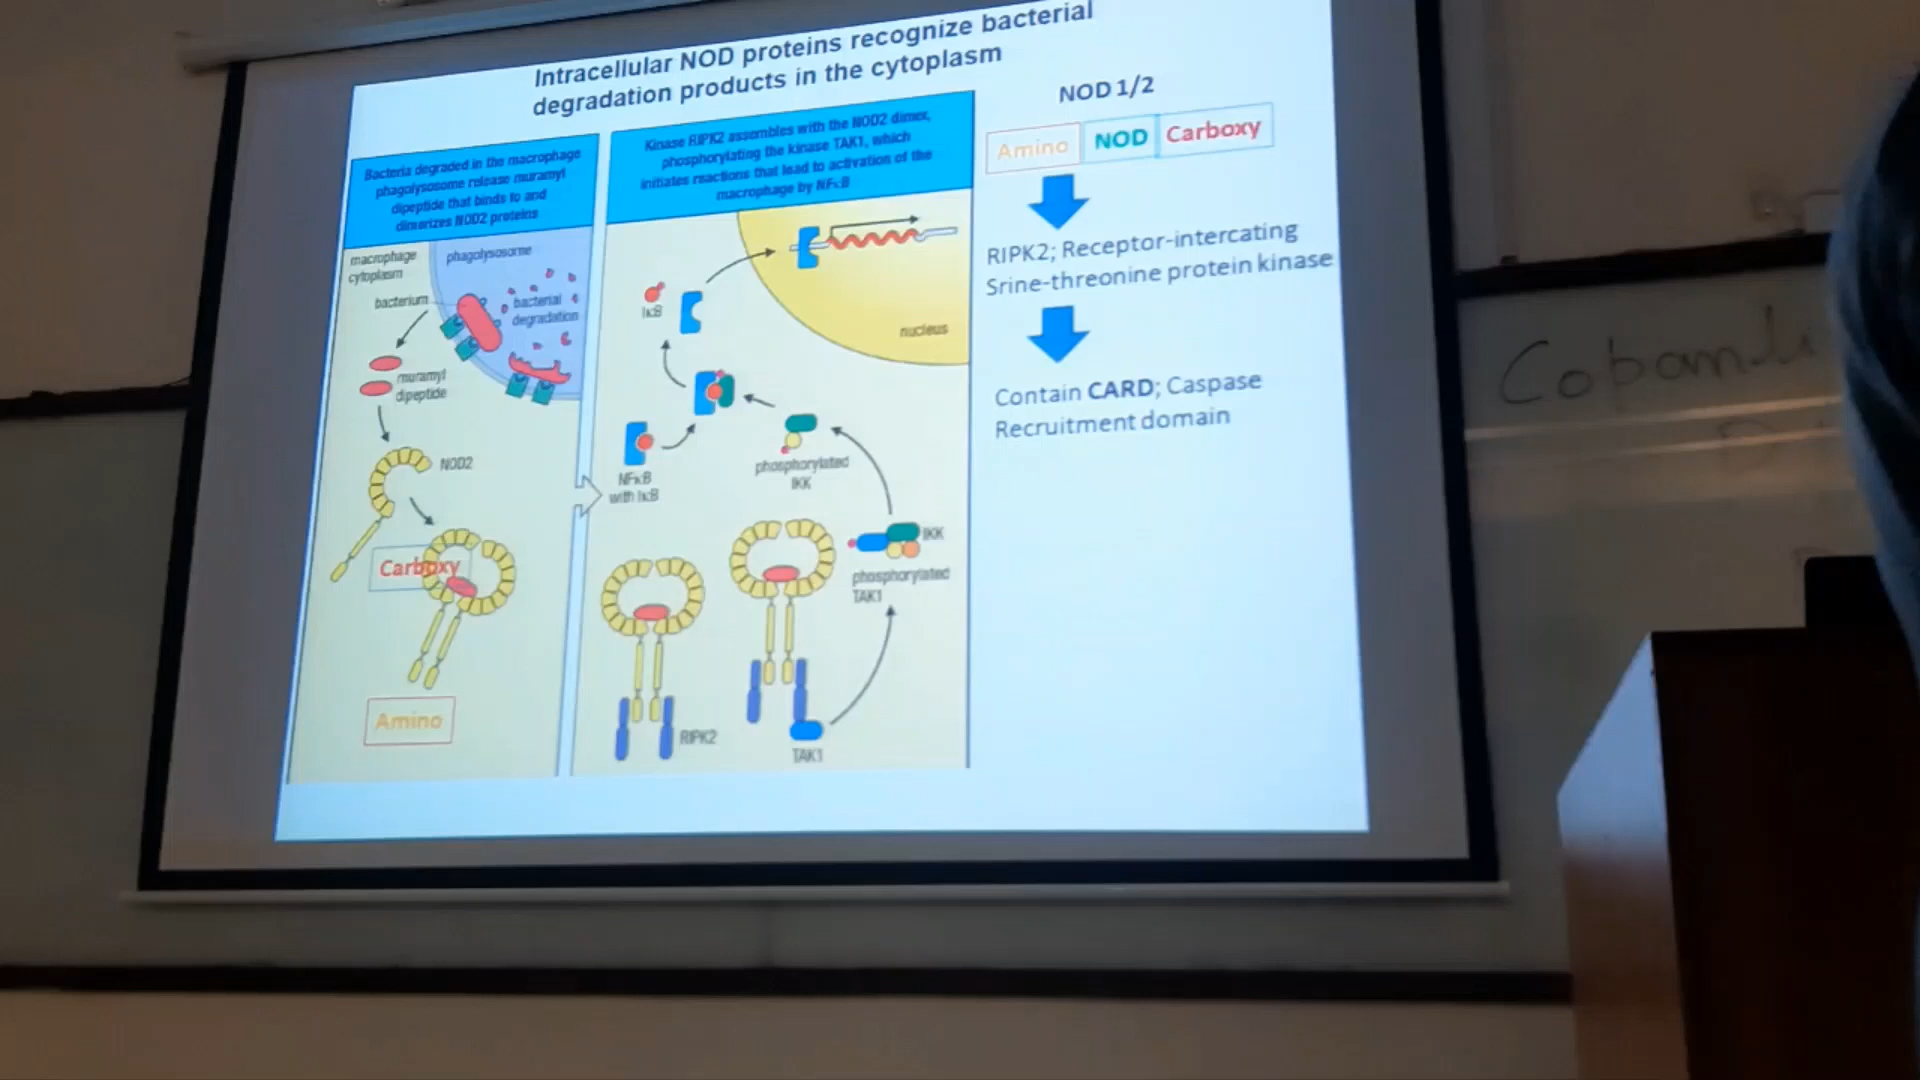 Intracellular NOD proteins recognize bacterial
degradation products in the cytoplasm
Bacteria degraded in the macrophage
phagolysosome release muramyl
dipeptide that binds to and
dimerizes NOD2 proteins
macrophage
cytoplasm
phagolysosome
bacterium
bacterial
degradation
muramyl
dipeptide
NOD2
Carboxy
Amino
Kinase RIPK2 assembles with the NOD2 dimer,
phosphorylating the kinase TAK1, which
initiates reactions that lead to activation of the
macrophage by NFκB
IκB
nucleus
NFκB
with IκB
phosphorylated
IKK
IKK
phosphorylated
TAK1
RIPK2
TAK1
NOD 1/2
Amino NOD Carboxy
RIPK2; Receptor-intercating
Srine-threonine protein kinase
Contain CARD; Caspase
Recruitment domain